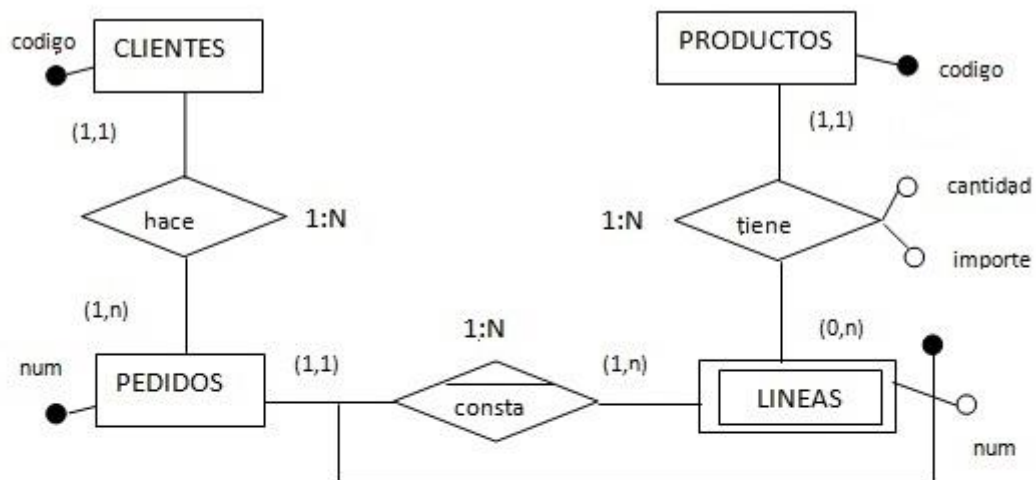 codigo
CLIENTES
PRODUCTOS
codigo
(1,1)
(1,1)
hace
1:N
1:N
tiene
cantidad
importe
(1,n)
1:N
(0,n)
num
PEDIDOS
(1,1)
consta
(1,n)
LINEAS
num